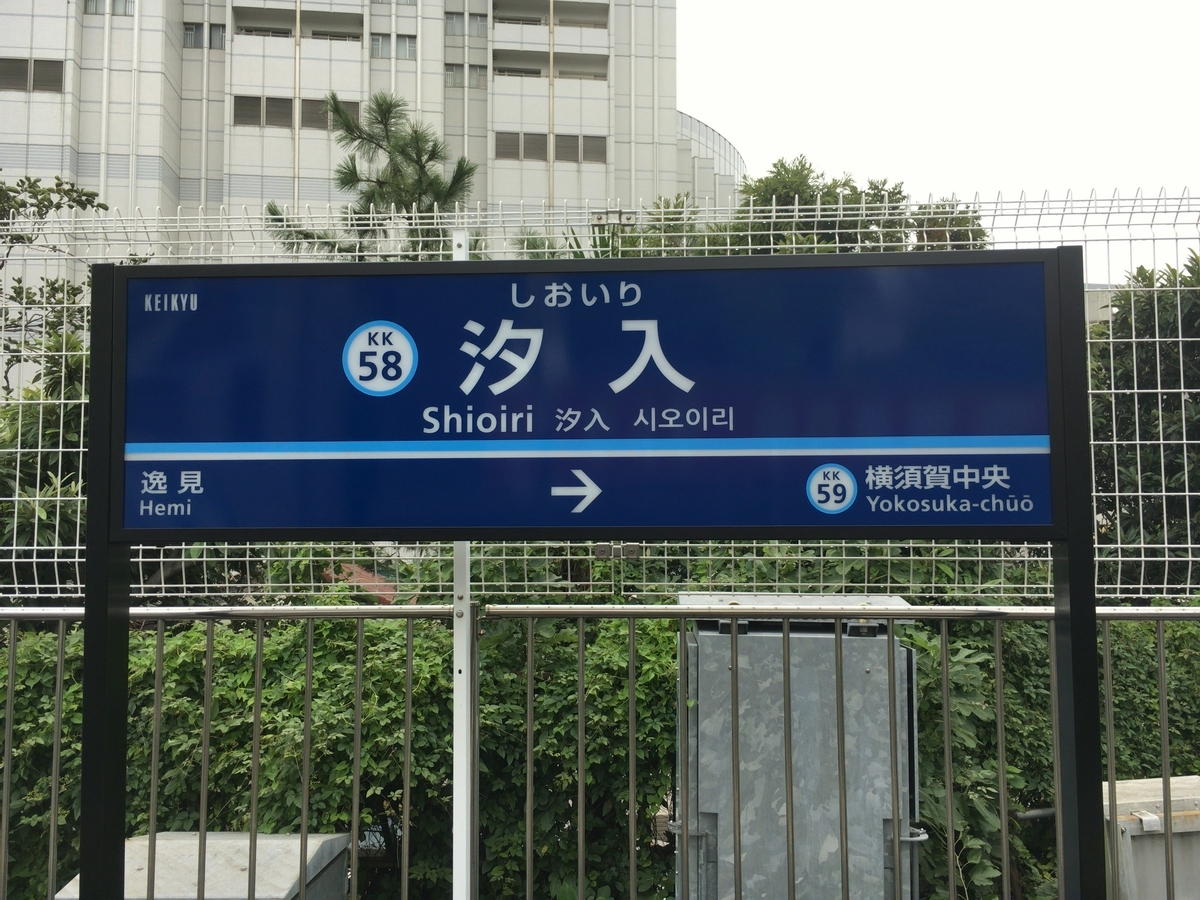 KEIKYU
しおいり
KK
58
汐入
Shioiri 汐入 시오이리
逸見
Hemi
→
KK
59
横須賀中央
Yokosuka-chūō